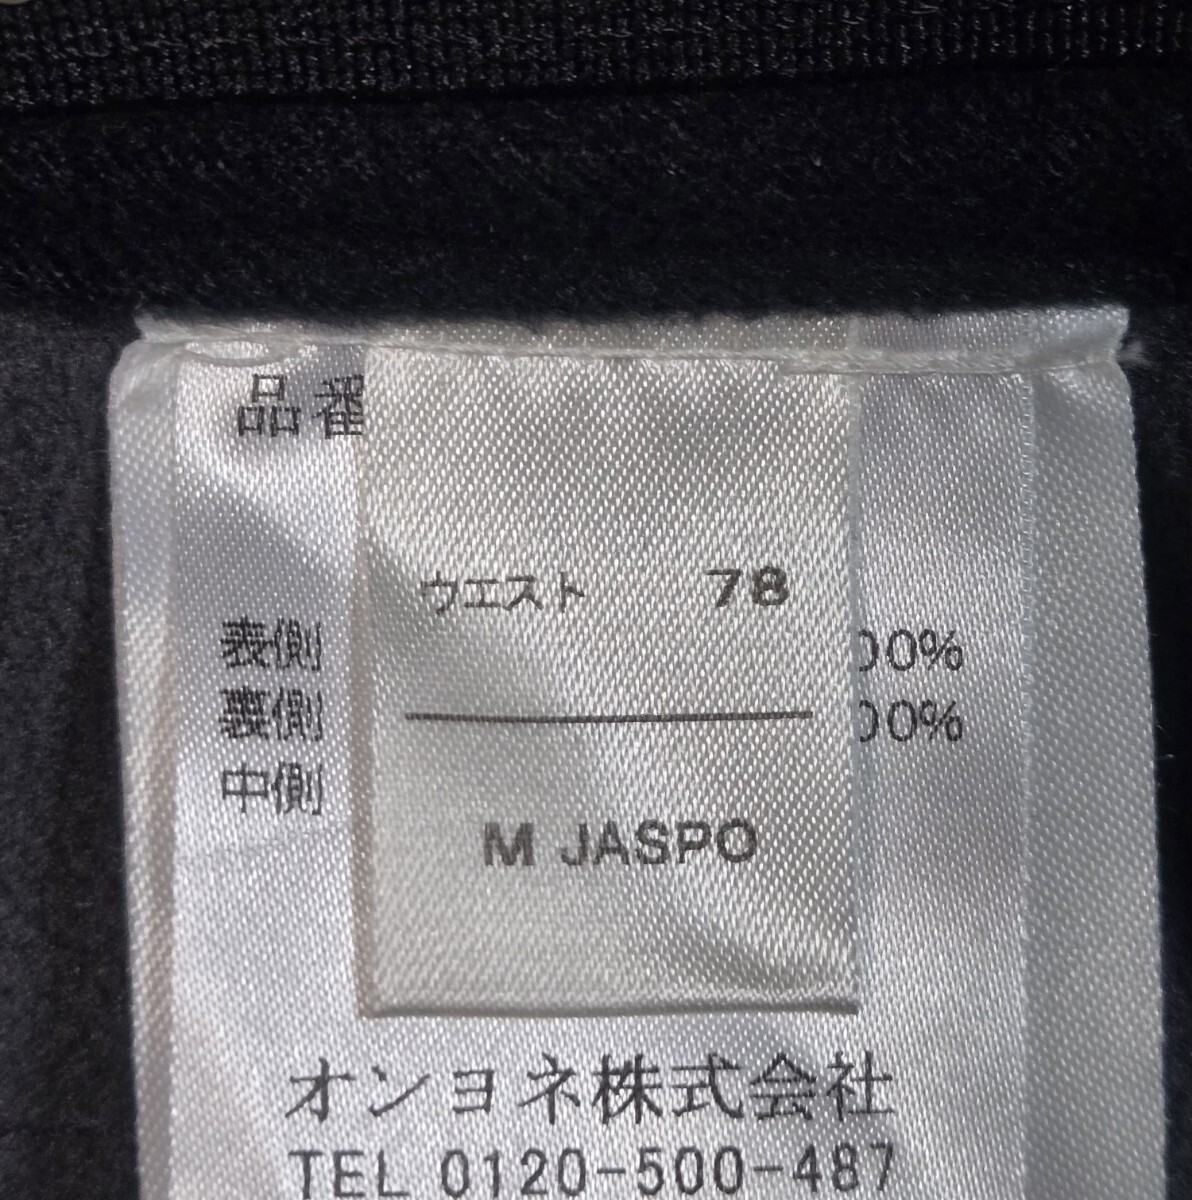 品番
ウエスト 78
表側 00%
裏側 00%
中側
M JASPO
オンヨネ株式会社
TEL 0120-500-487